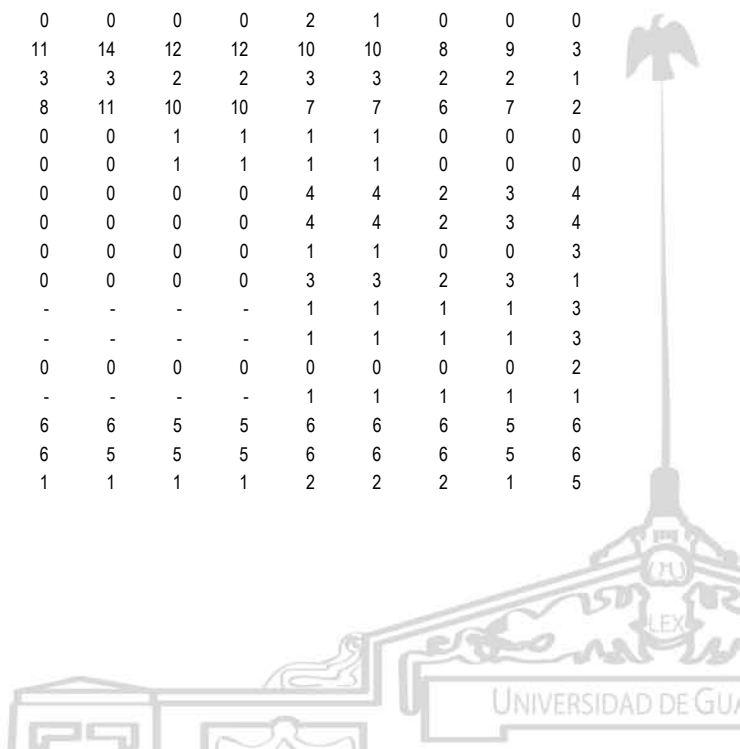 0 0 0 0 2 1 0 0 0
11 14 12 12 10 10 8 9 3
3 3 2 2 3 3 2 2 1
8 11 10 10 7 7 6 7 2
0 0 1 1 1 1 0 0 0
0 0 1 1 1 1 0 0 0
0 0 0 0 4 4 2 3 4
0 0 0 0 4 4 2 3 4
0 0 0 0 1 1 0 0 3
0 0 0 0 3 3 2 3 1
- - - - 1 1 1 1 3
- - - - 1 1 1 1 3
0 0 0 0 0 0 0 0 2
- - - - 1 1 1 1 1
6 6 5 5 6 6 6 5 6
6 5 5 5 6 6 6 5 6
1 1 1 1 2 2 2 1 5
LEX
UNIVERSIDAD DE GUA